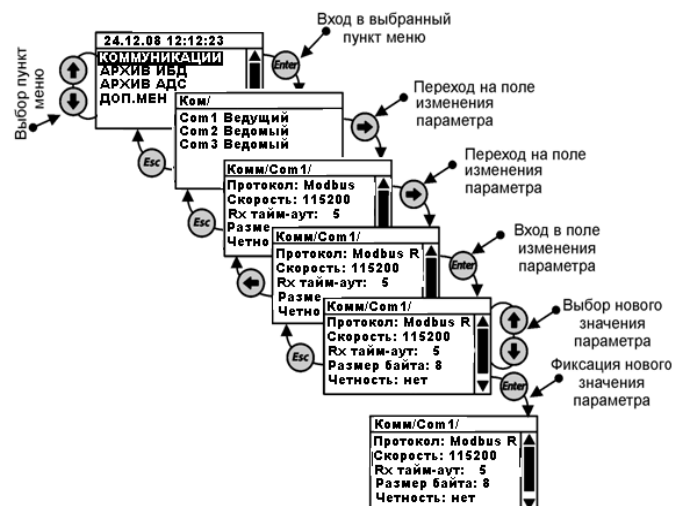 Вход в выбранный
пункт меню
24.12.08 12:12:23
КОММУНИКАЦИИ
АРХИВ ИБД
АРХИВ АДС
ДОП.МЕН
Enter
Выбор пункт
меню
Переход на поле
изменения
параметра
Ком/
Com1 Ведущий
Com2 Ведомый
Com3 Ведомый
Esc
Переход на поле
изменения
параметра
Комм/Com1/
Протокол: Modbus
Скорость: 115200
Rx тайм-аут: 5
Разме
Четно
Esc
Вход в поле
изменения
параметра
Комм/Com1/
Протокол: Modbus R
Скорость: 115200
Rx тайм-аут: 5
Разме
Четно
Enter
Выбор нового
значения
параметра
Комм/Com1/
Протокол: Modbus R
Скорость: 115200
Rx тайм-аут: 5
Размер байта: 8
Четность: нет
Esc
Enter
Фиксация нового
значения
параметра
Комм/Com1/
Протокол: Modbus R
Скорость: 115200
Rx тайм-аут: 5
Размер байта: 8
Четность: нет